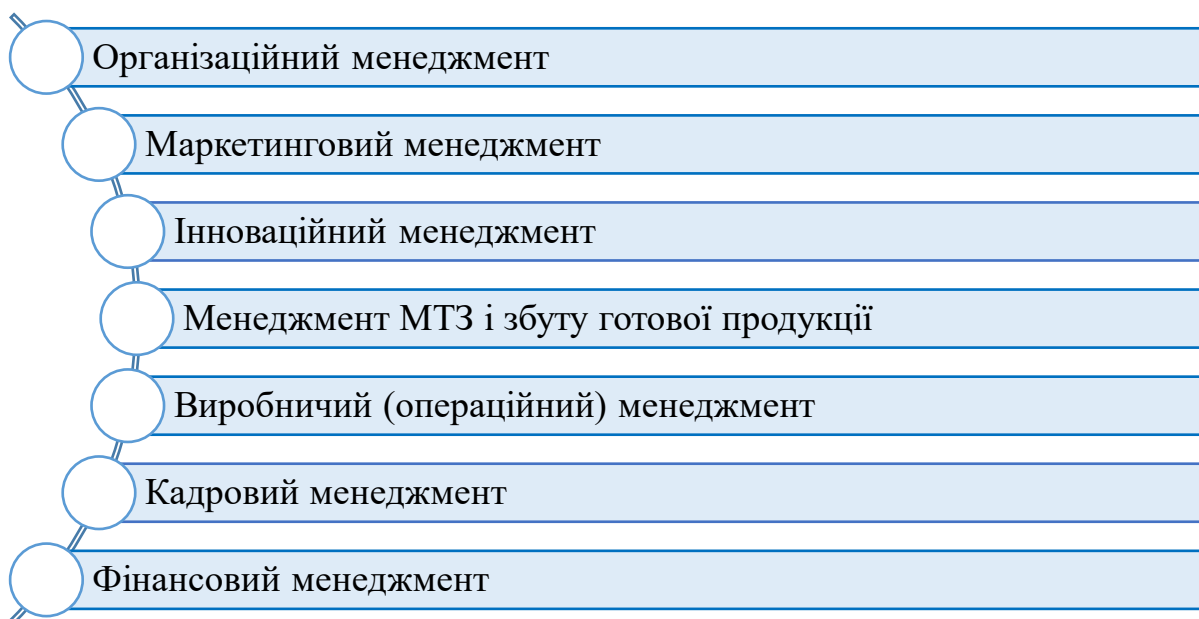 Організаційний менеджмент
Маркетинговий менеджмент
Інноваційний менеджмент
Менеджмент МТЗ і збуту готової продукції
Виробничий (операційний) менеджмент
Кадровий менеджмент
Фінансовий менеджмент